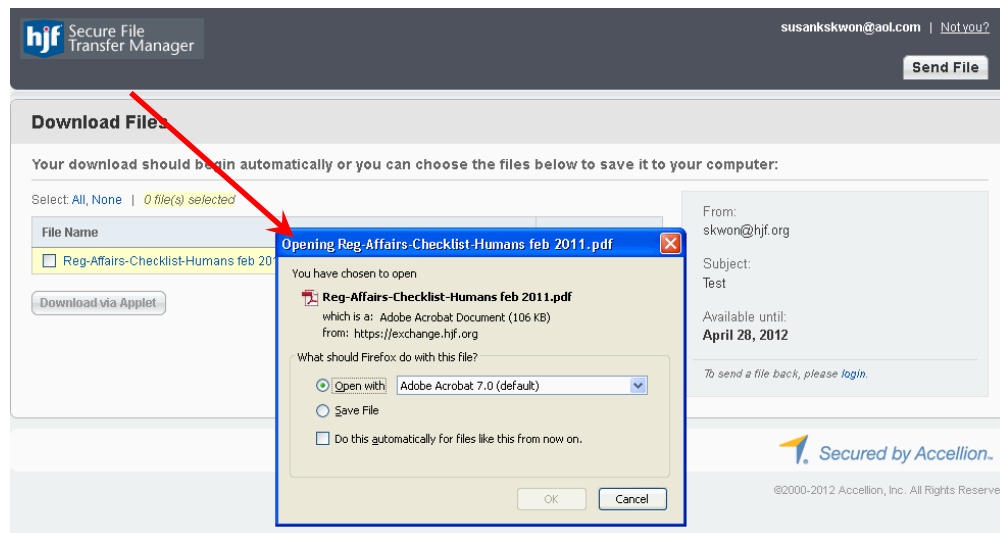 hjf Secure File
Transfer Manager
susankskwon@aol.com | Not you?
Send File
Download Files
Your download should begin automatically or you can choose the files below to save it to your computer:
Select: All, None | 0 file(s) selected
File Name
Reg-Affairs-Checklist-Humans feb 20
Download via Applet
From:
skwon@hjf.org
Subject:
Test
Available until:
April 28, 2012
To send a file back, please login.
Opening Reg-Affairs-Checklist-Humans feb 2011.pdf
You have chosen to open
Reg-Affairs-Checklist-Humans feb 2011.pdf
which is a: Adobe Acrobat Document (106 KB)
from: https://exchange.hjf.org
What should Firefox do with this file?
Open with Adobe Acrobat 7.0 (default)
Save File
Do this automatically for files like this from now on.
OK Cancel
Secured by Accellion™
©2000-2012 Accellion, Inc. All Rights Reserve